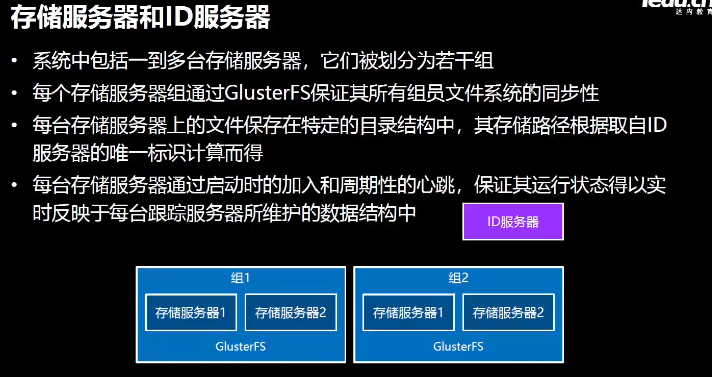 存储服务器和ID服务器
tedu.cn
达内教育
• 系统中包括一到多台存储服务器，它们被划分为若干组
• 每个存储服务器组通过GlusterFS保证其所有组员文件系统的同步性
• 每台存储服务器上的文件保存在特定的目录结构中，其存储路径根据取自ID
服务器的唯一标识计算而得
• 每台存储服务器通过启动时的加入和周期性的心跳，保证其运行状态得以实
时反映于每台跟踪服务器所维护的数据结构中
ID服务器
组1
组2
存储服务器1
存储服务器2
存储服务器1
存储服务器2
GlusterFS
GlusterFS